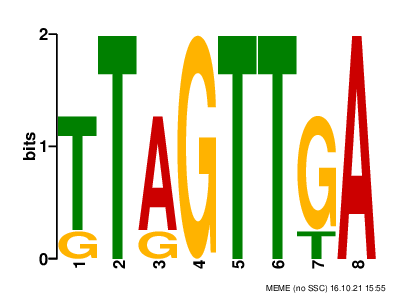 2
bits
1
0
T T A G T T G A
G G T
1 2 3 4 5 6 7 8
MEME (no SSC) 16.10.21 15:55